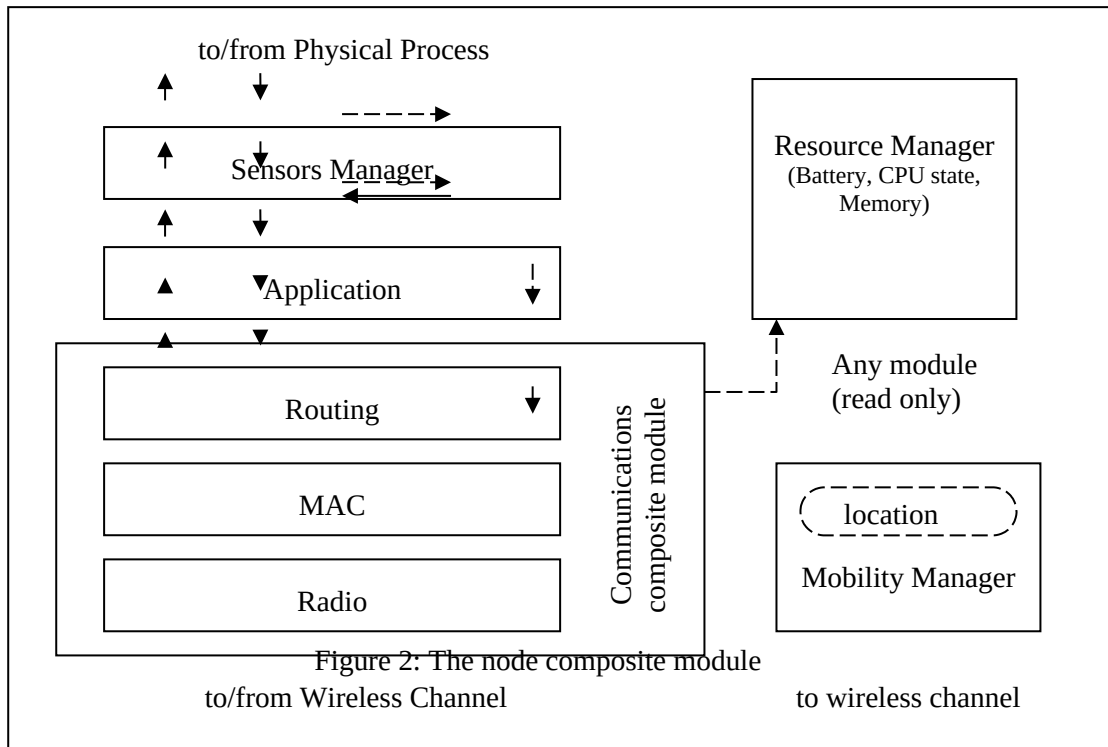 to/from Physical Process
Sensors Manager
Application
Routing
MAC
Radio
Communications
composite module
Resource Manager
(Battery, CPU state,
Memory)
Any module
(read only)
location
Mobility Manager
Figure 2: The node composite module
to/from Wireless Channel
to wireless channel